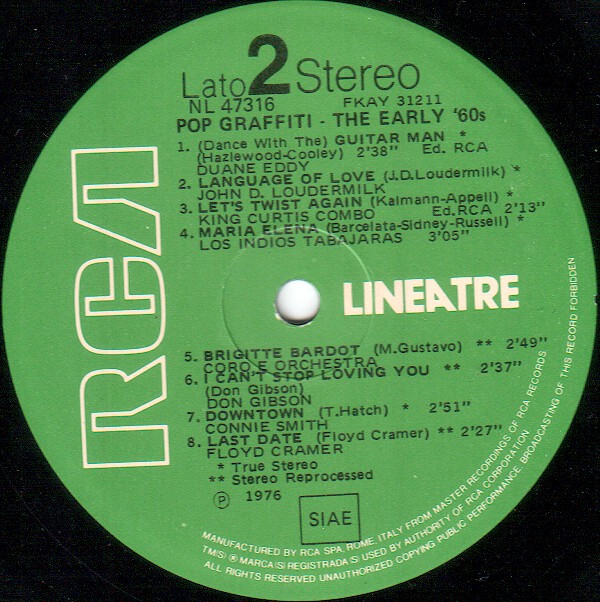 Lato 2 Stereo
NL 47316 FKAY 31211
POP GRAFFITI - THE EARLY '60s
1. (Dance With The) GUITAR MAN *
(Hazlewood-Cooley) 2'38" Ed. RCA
DUANE EDDY
2. LANGUAGE OF LOVE (J.D.Loudermilk) *
JOHN D. LOUDERMILK
3. LET'S TWIST AGAIN (Kalmann-Appell) *
KING CURTIS COMBO Ed.RCA 2'13"
4. MARIA ELENA (Barcelata-Sidney-Russell) *
LOS INDIOS TABAJARAS 3'05"
RCA
LINEATRE
5. BRIGITTE BARDOT (M.Gustavo) ** 2'49"
CORO E ORCHESTRA
6. I CAN'T STOP LOVING YOU ** 2'37"
(Don Gibson)
DON GIBSON
7. DOWNTOWN (T.Hatch) * 2'51"
CONNIE SMITH
8. LAST DATE (Floyd Cramer) ** 2'27"
FLOYD CRAMER
* True Stereo
** Stereo Reprocessed
Ⓟ 1976
SIAE
MANUFACTURED BY RCA SPA, ROME, ITALY FROM MASTER RECORDINGS OF RCA RECORDS
TM(S) ® MARCA(S) REGISTRADA(S) USED BY AUTHORITY OF RCA CORPORATION
ALL RIGHTS RESERVED UNAUTHORIZED COPYING PUBLIC PERFORMANCE BROADCASTING OF THIS RECORD FORBIDDEN